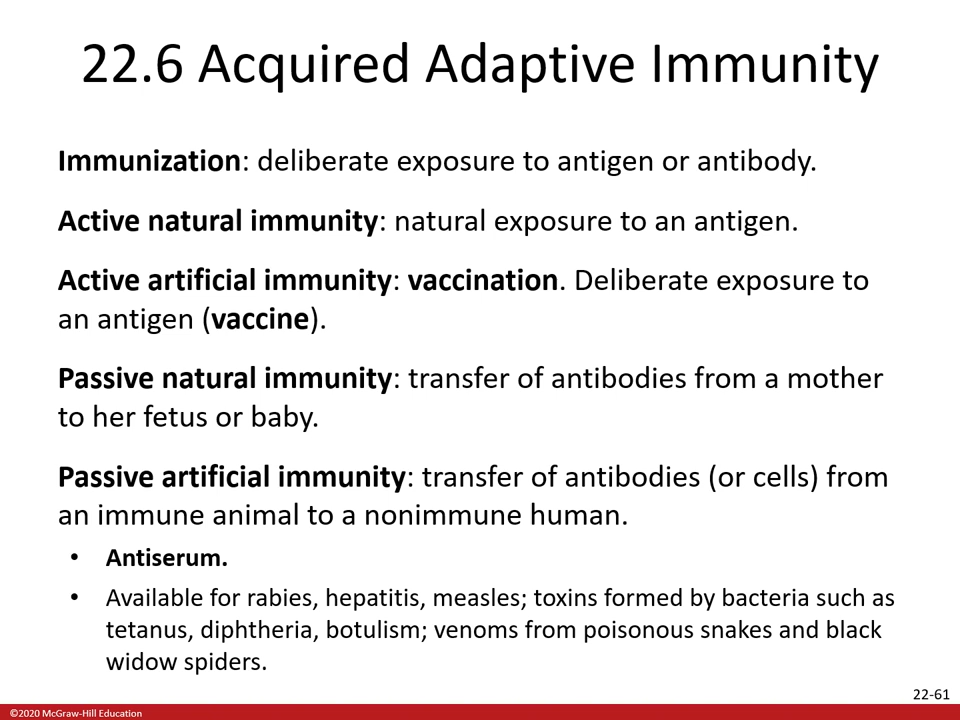 22.6 Acquired Adaptive Immunity
Immunization: deliberate exposure to antigen or antibody.
Active natural immunity: natural exposure to an antigen.
Active artificial immunity: vaccination. Deliberate exposure to
an antigen (vaccine).
Passive natural immunity: transfer of antibodies from a mother
to her fetus or baby.
Passive artificial immunity: transfer of antibodies (or cells) from
an immune animal to a nonimmune human.
• Antiserum.
• Available for rabies, hepatitis, measles; toxins formed by bacteria such as
tetanus, diphtheria, botulism; venoms from poisonous snakes and black
widow spiders.
22-61
©2020 McGraw-Hill Education